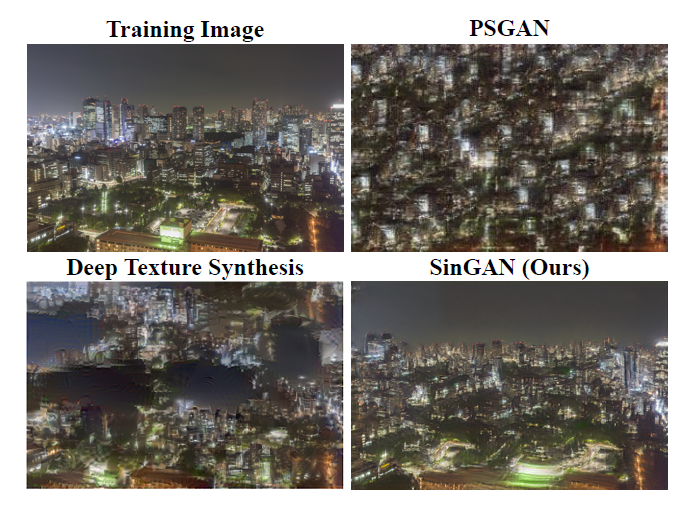 Training Image
PSGAN
Deep Texture Synthesis
SinGAN (Ours)